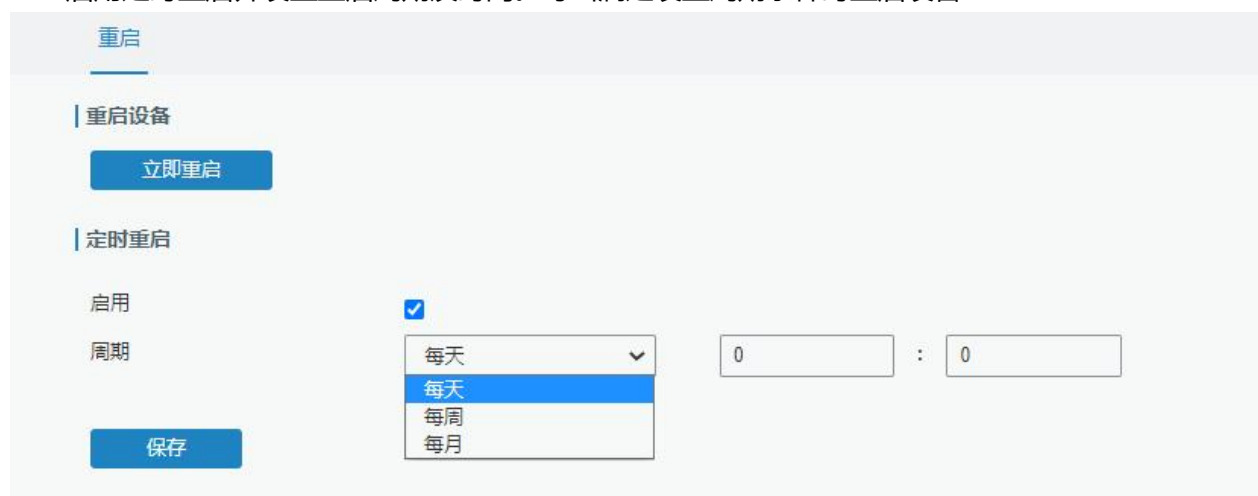 重启
重启设备
立即重启
定时重启
启用
周期 每天 0 : 0
每天
每周
每月
保存